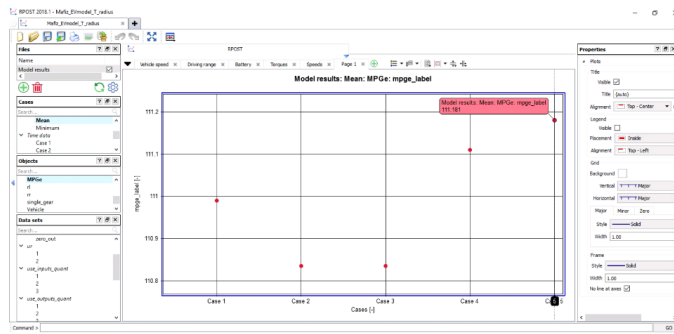 RPOST 2018.1 - Mafiz_EVmodel_T_radius
Mafiz_EVmodel_T_radius
Files
Name
Model results
Cases
Search...
Mean
Minimum
Time data
Case 1
Case 2
Objects
Search...
MPGe
rl
rr
single_gear
Vehicle
Data sets
Search...
zero_out
ur
1
2
use_inputs_quant
1
2
3
use_outputs_quant
1
2
RPOST
Vehicle speed
Driving range
Battery
Torques
Speeds
Page 1
Model results: Mean: MPGe: mpge_label
Model results: Mean: MPGe: mpge_label
111.181
mpge_label [-]
111.2
111.1
111
110.9
110.8
Case 1
Case 2
Case 3
Case 4
5
Cases [-]
Properties
Plots
Title
Visible
Title (auto)
Alignment Top - Center
Legend
Visible
Placement Inside
Alignment Top - Left
Grid
Background
Vertical Major
Horizontal Major
Major Minor Zero
Style Solid
Width 1.00
Frame
Style Solid
Width 1.00
No line at axes
Command >
GO